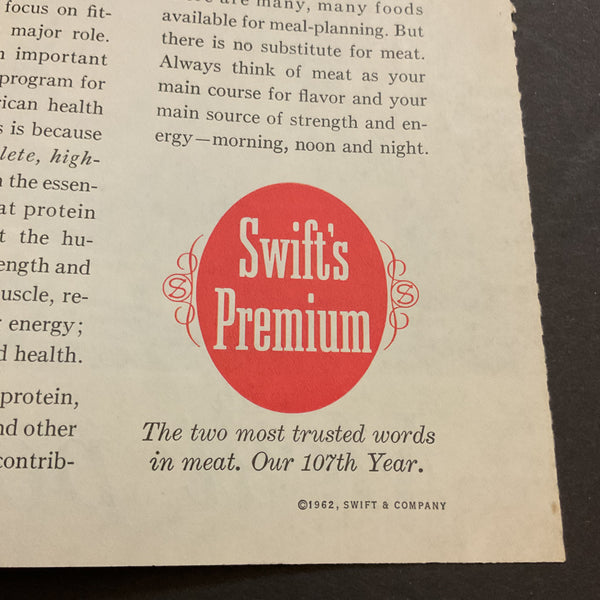 focus on fit-
major role.
important
program for
rican health
is because
lete, high-
the essen-
at protein
the hu-
ength and
uscle, re-
energy;
d health.
protein,
nd other
contrib-
are many, many foods
available for meal-planning. But
there is no substitute for meat.
Always think of meat as your
main course for flavor and your
main source of strength and en-
ergy—morning, noon and night.
Swift's
Premium
S
S
The two most trusted words
in meat. Our 107th Year.
©1962, SWIFT & COMPANY